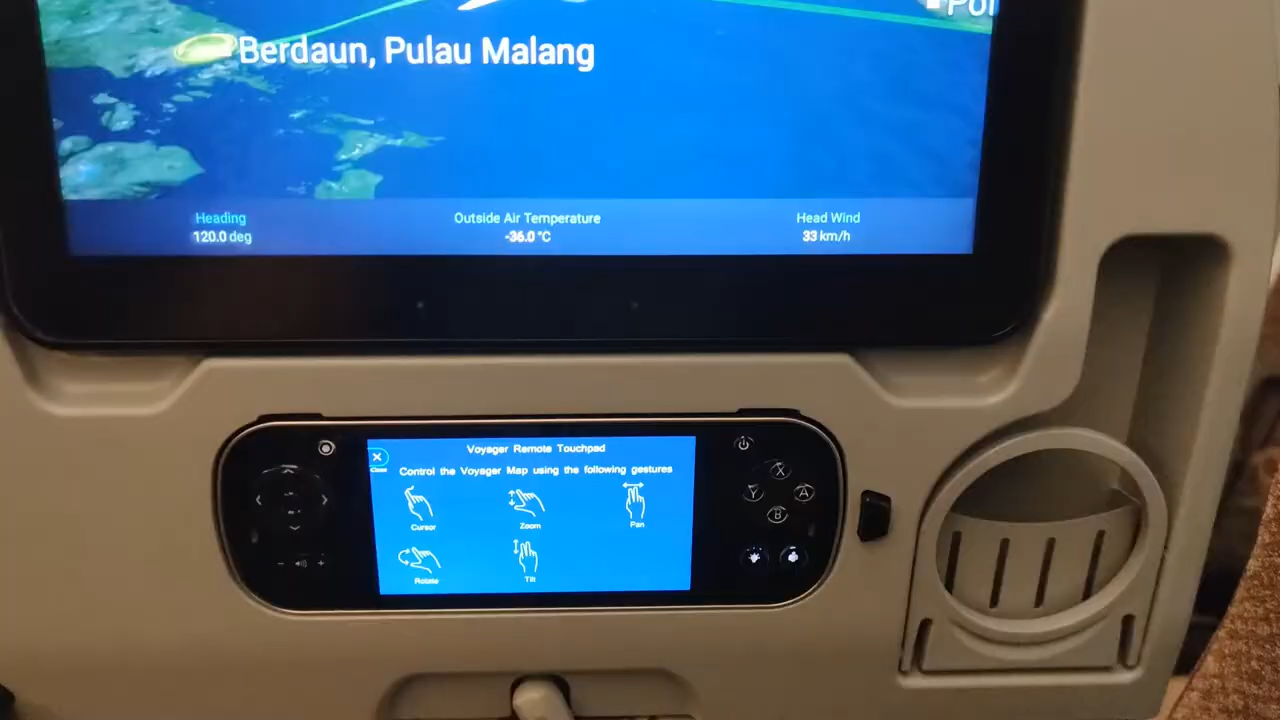 Poi
Berdaun, Pulau Malang
Heading
120.0 deg
Outside Air Temperature
-36.0 °C
Head Wind
33 km/h
Voyager Remote Touchpad
Close
Control the Voyager Map using the following gestures
Cursor
Zoom
Pan
Rotate
Tilt
X
Y
A
B